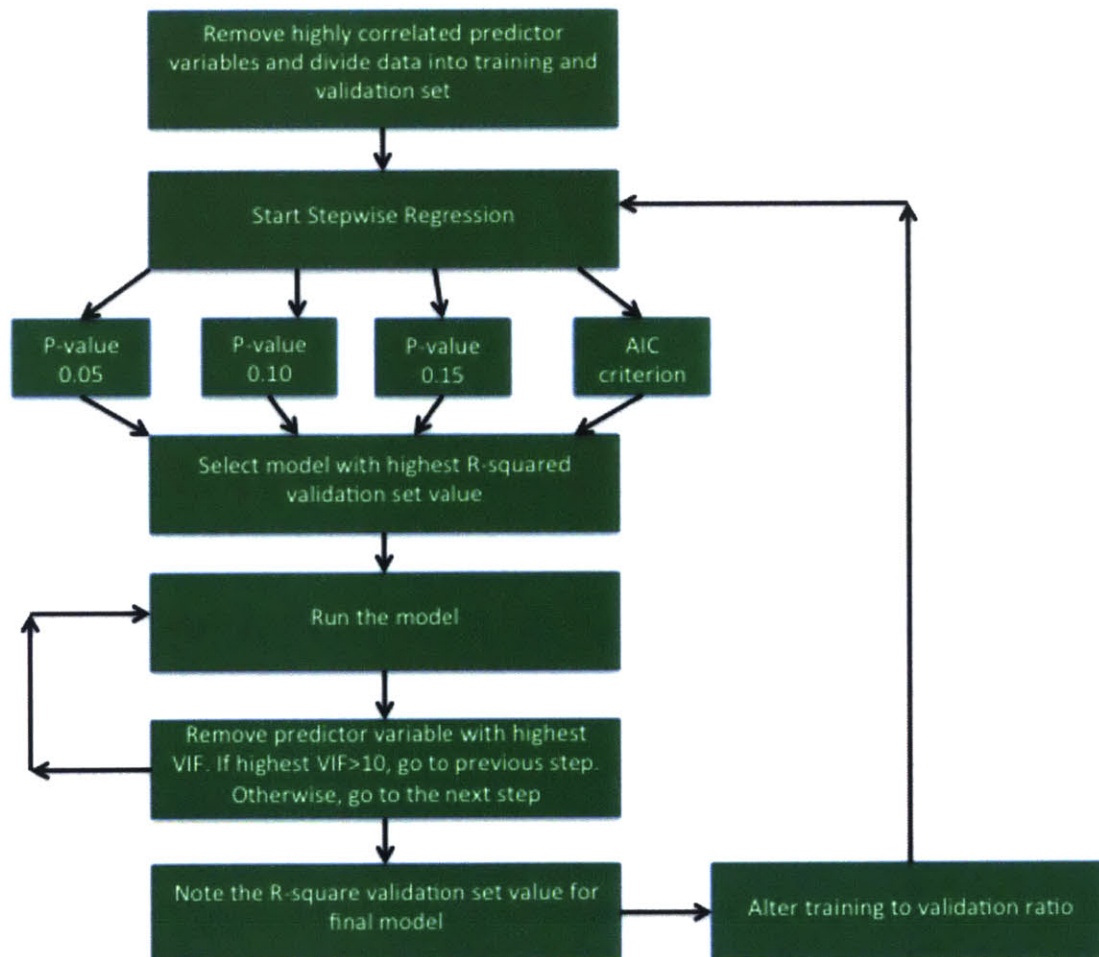 Remove highly correlated predictor
variables and divide data into training and
validation set
Start Stepwise Regression
P-value
0.05
P-value
0.10
P-value
0.15
AIC
criterion
Select model with highest R-squared
validation set value
Run the model
Remove predictor variable with highest
VIF. If highest VIF>10, go to previous step.
Otherwise, go to the next step
Note the R-square validation set value for
final model
Alter training to validation ratio